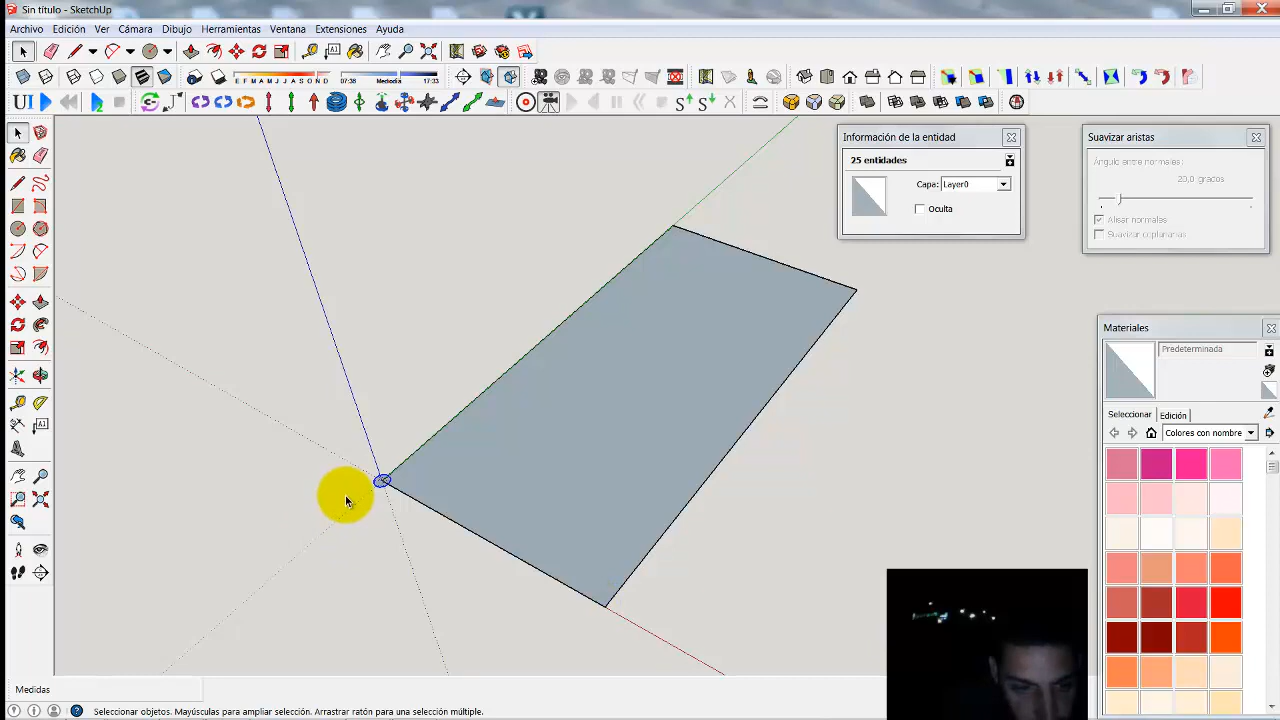 Sin título - SketchUp
Archivo Edición Ver Cámara Dibujo Herramientas Ventana Extensiones Ayuda
E F M A M J J A S O N D 07:38 Mediodía 17:33
UI
Información de la entidad
25 entidades
Capa: Layer0
Oculta
Suavizar aristas
Ángulo entre normales:
20,0 grados
Alisar normales
Suavizar coplanarias
Materiales
Predeterminada
Seleccionar Edición
Colores con nombre
Medidas
Seleccionar objetos. Mayúsculas para ampliar selección. Arrastrar ratón para una selección múltiple.